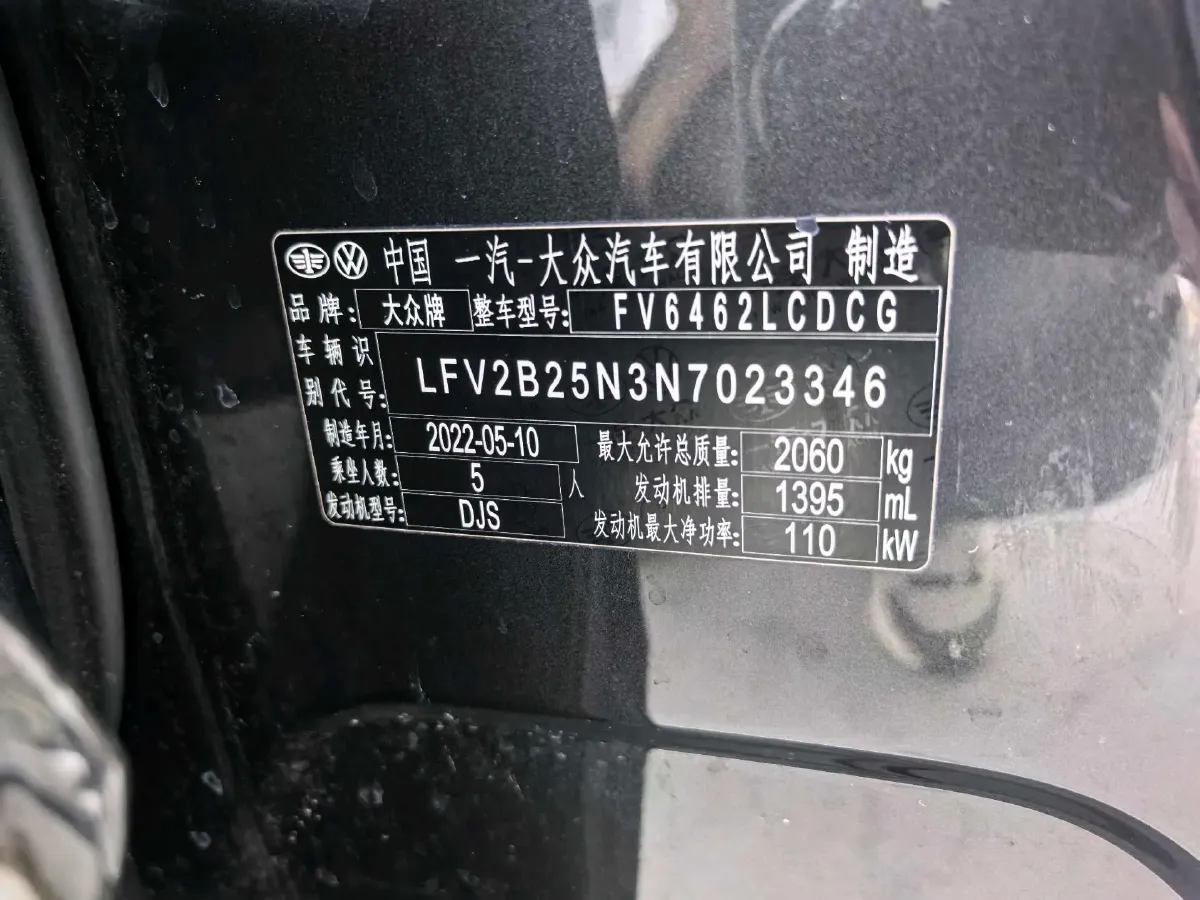 中国 一汽-大众汽车有限公司 制造
品牌: 大众牌 整车型号: FV6462LCDCG
车辆识
别代号: LFV2B25N3N7023346
制造年月: 2022-05-10 最大允许总质量: 2060 kg
乘坐人数: 5 人 发动机排量: 1395 mL
发动机型号: DJS 发动机最大净功率: 110 kW